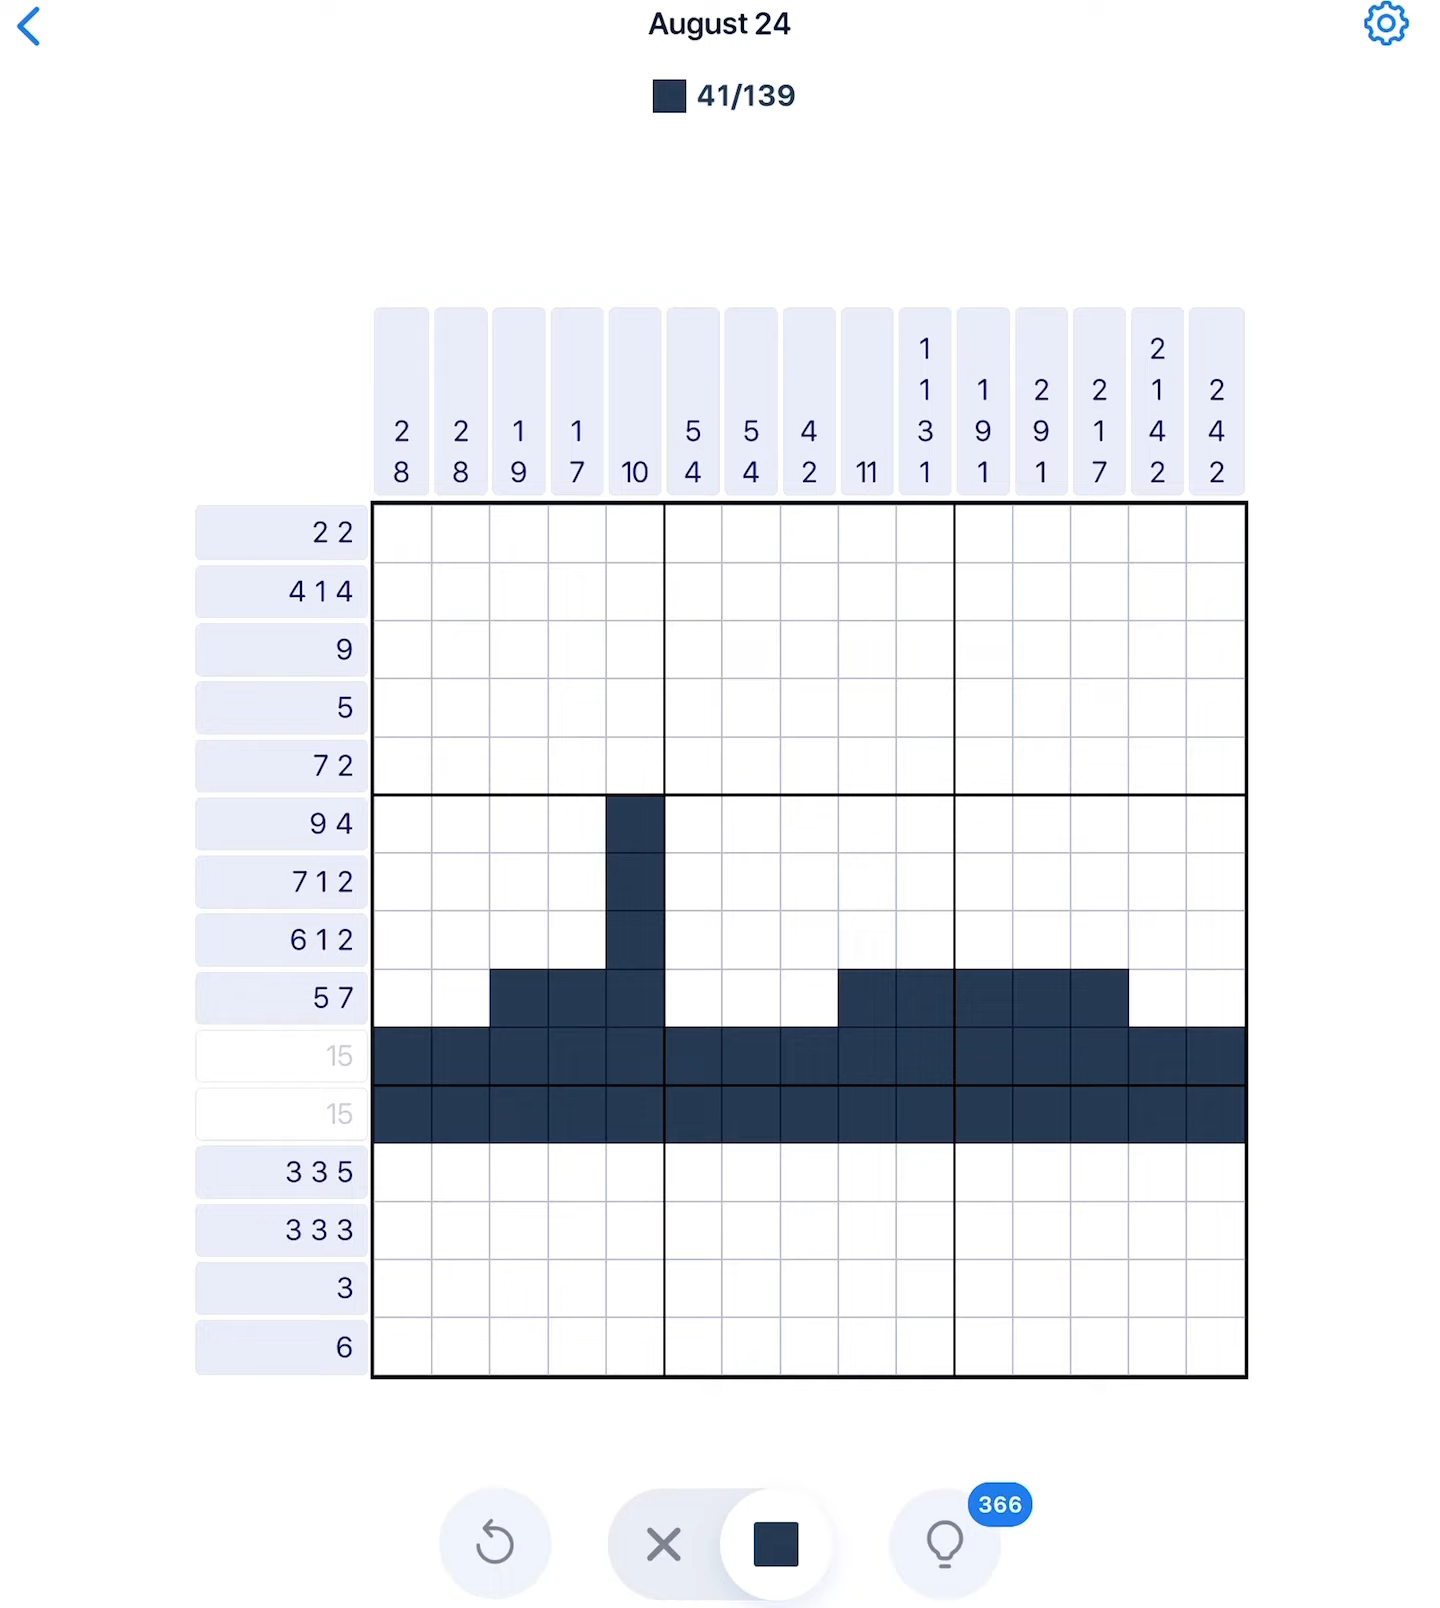 August 24
41/139
1 2
1 1 1 2 2 1 2
2 2 1 1 5 5 4 3 9 9 1 4 4
8 8 9 7 10 4 4 2 11 1 1 1 7 2 2
2 2
4 1 4
9
5
7 2
9 4
7 1 2
6 1 2
5 7
15
15
3 3 5
3 3 3
3
6
366